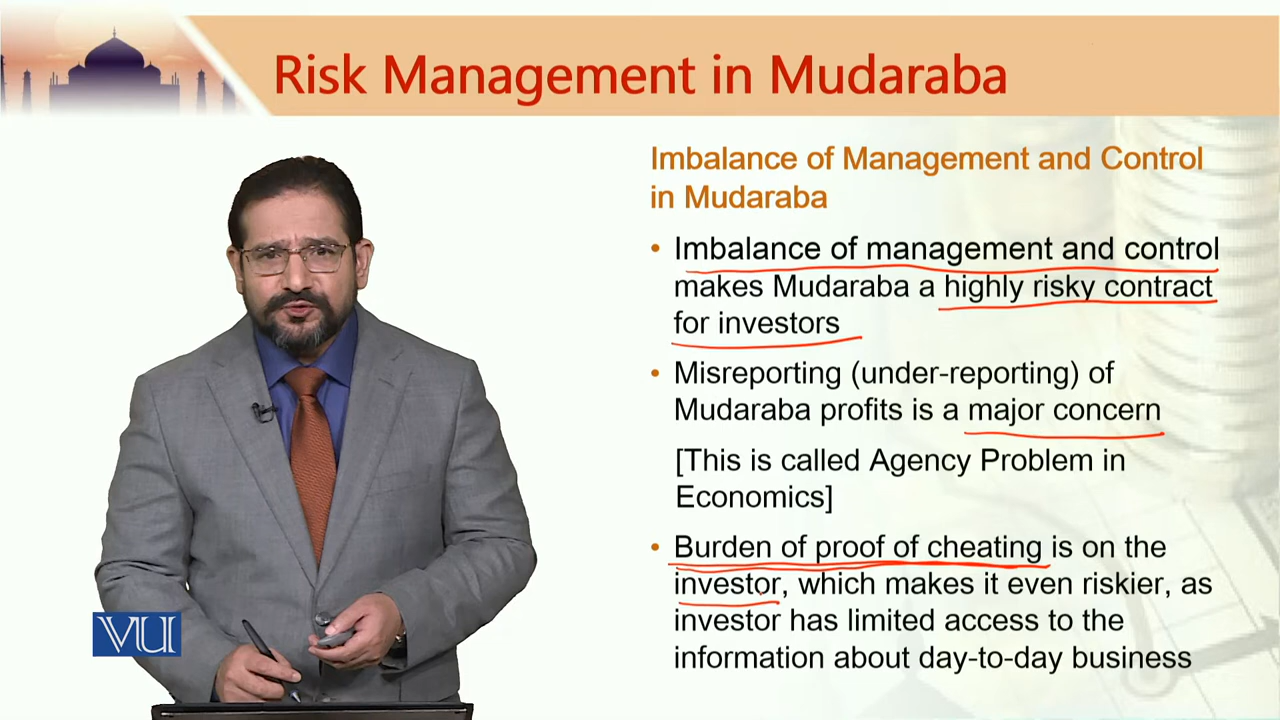 Risk Management in Mudaraba
Imbalance of Management and Control
in Mudaraba
• Imbalance of management and control
makes Mudaraba a highly risky contract
for investors
• Misreporting (under-reporting) of
Mudaraba profits is a major concern
[This is called Agency Problem in
Economics]
• Burden of proof of cheating is on the
investor, which makes it even riskier, as
investor has limited access to the
information about day-to-day business
VU